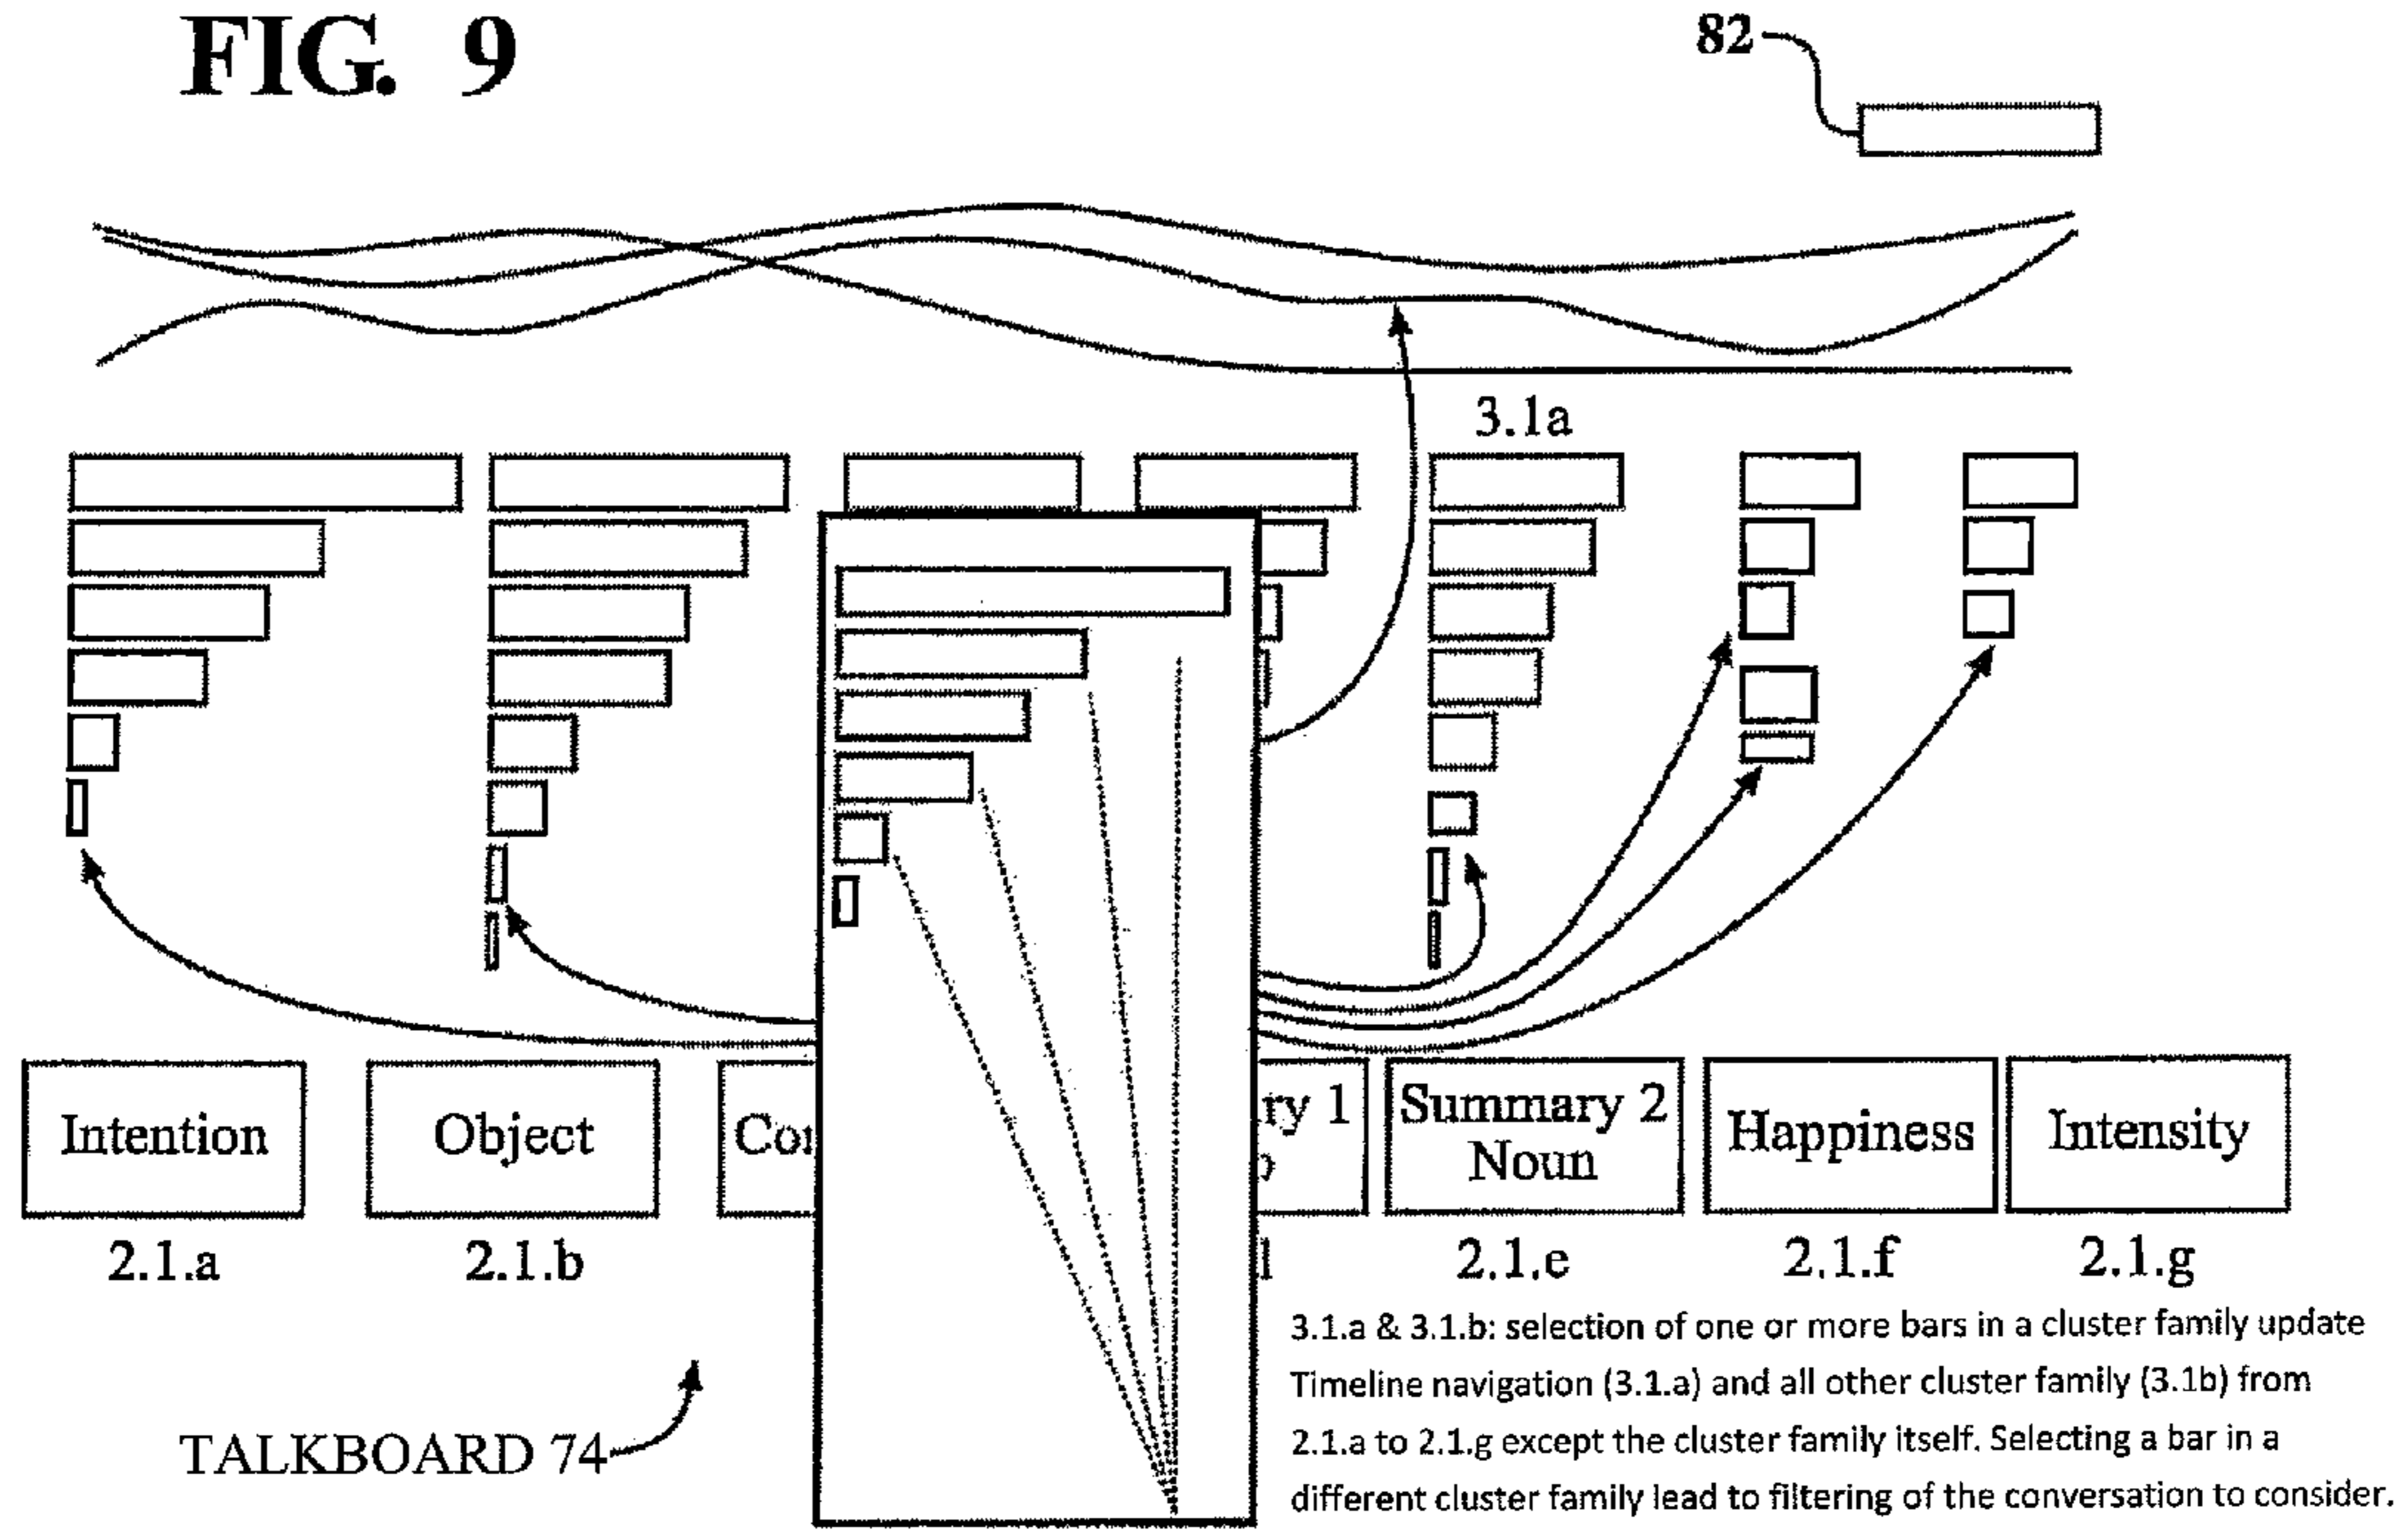 FIG. 9
82
3.1a
Intention
Object
ry 1
Summary 2
Noun
Happiness
Intensity
2.1.a
2.1.b
2.1.e
2.1.f
2.1.g
3.1.a & 3.1.b: selection of one or more bars in a cluster family update
Timeline navigation (3.1.a) and all other cluster family (3.1b) from
2.1.a to 2.1.g except the cluster family itself. Selecting a bar in a
different cluster family lead to filtering of the conversation to consider.
TALKBOARD 74